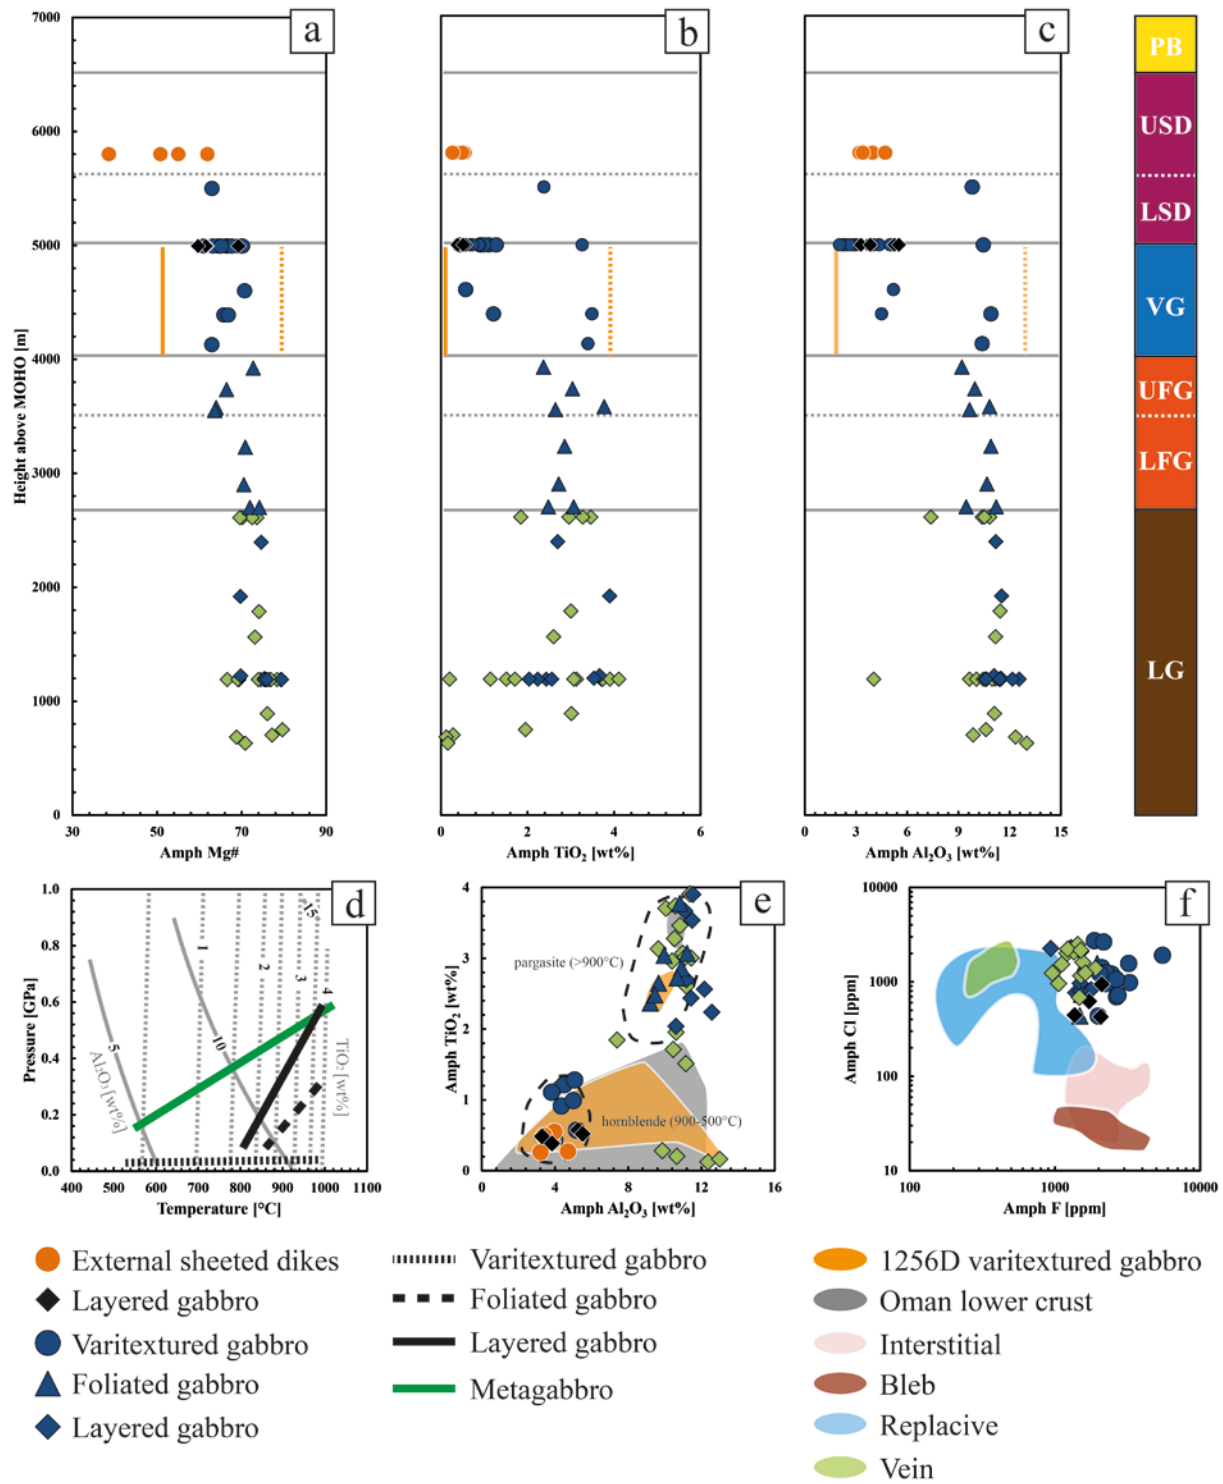 a
b
c
7000
6000
5000
4000
3000
2000
1000
0
Height above MOHO [m]
30
50
70
90
Amph Mg#
0
2
4
6
Amph TiO₂ [wt%]
0
3
6
9
12
15
Amph Al₂O₃ [wt%]
PB
USD
LSD
VG
UFG
LFG
LG
d
1.0
0.8
0.6
0.4
0.2
0.0
Pressure [GPa]
400
500
600
700
800
900
1000
1100
Temperature [°C]
5
10
15
1
2
3
4
Al₂O₃ [wt%]
TiO₂ [wt%]
e
4
3
2
1
0
Amph TiO₂ [wt%]
pargasite (>900°C)
hornblende (900-500°C)
0
4
8
12
16
Amph Al₂O₃ [wt%]
f
10000
1000
100
10
Amph Cl [ppm]
100
1000
10000
Amph F [ppm]
External sheeted dikes
Layered gabbro
Varitextured gabbro
Foliated gabbro
Layered gabbro
Varitextured gabbro
Foliated gabbro
Layered gabbro
Metagabbro
1256D varitextured gabbro
Oman lower crust
Interstitial
Bleb
Replacive
Vein